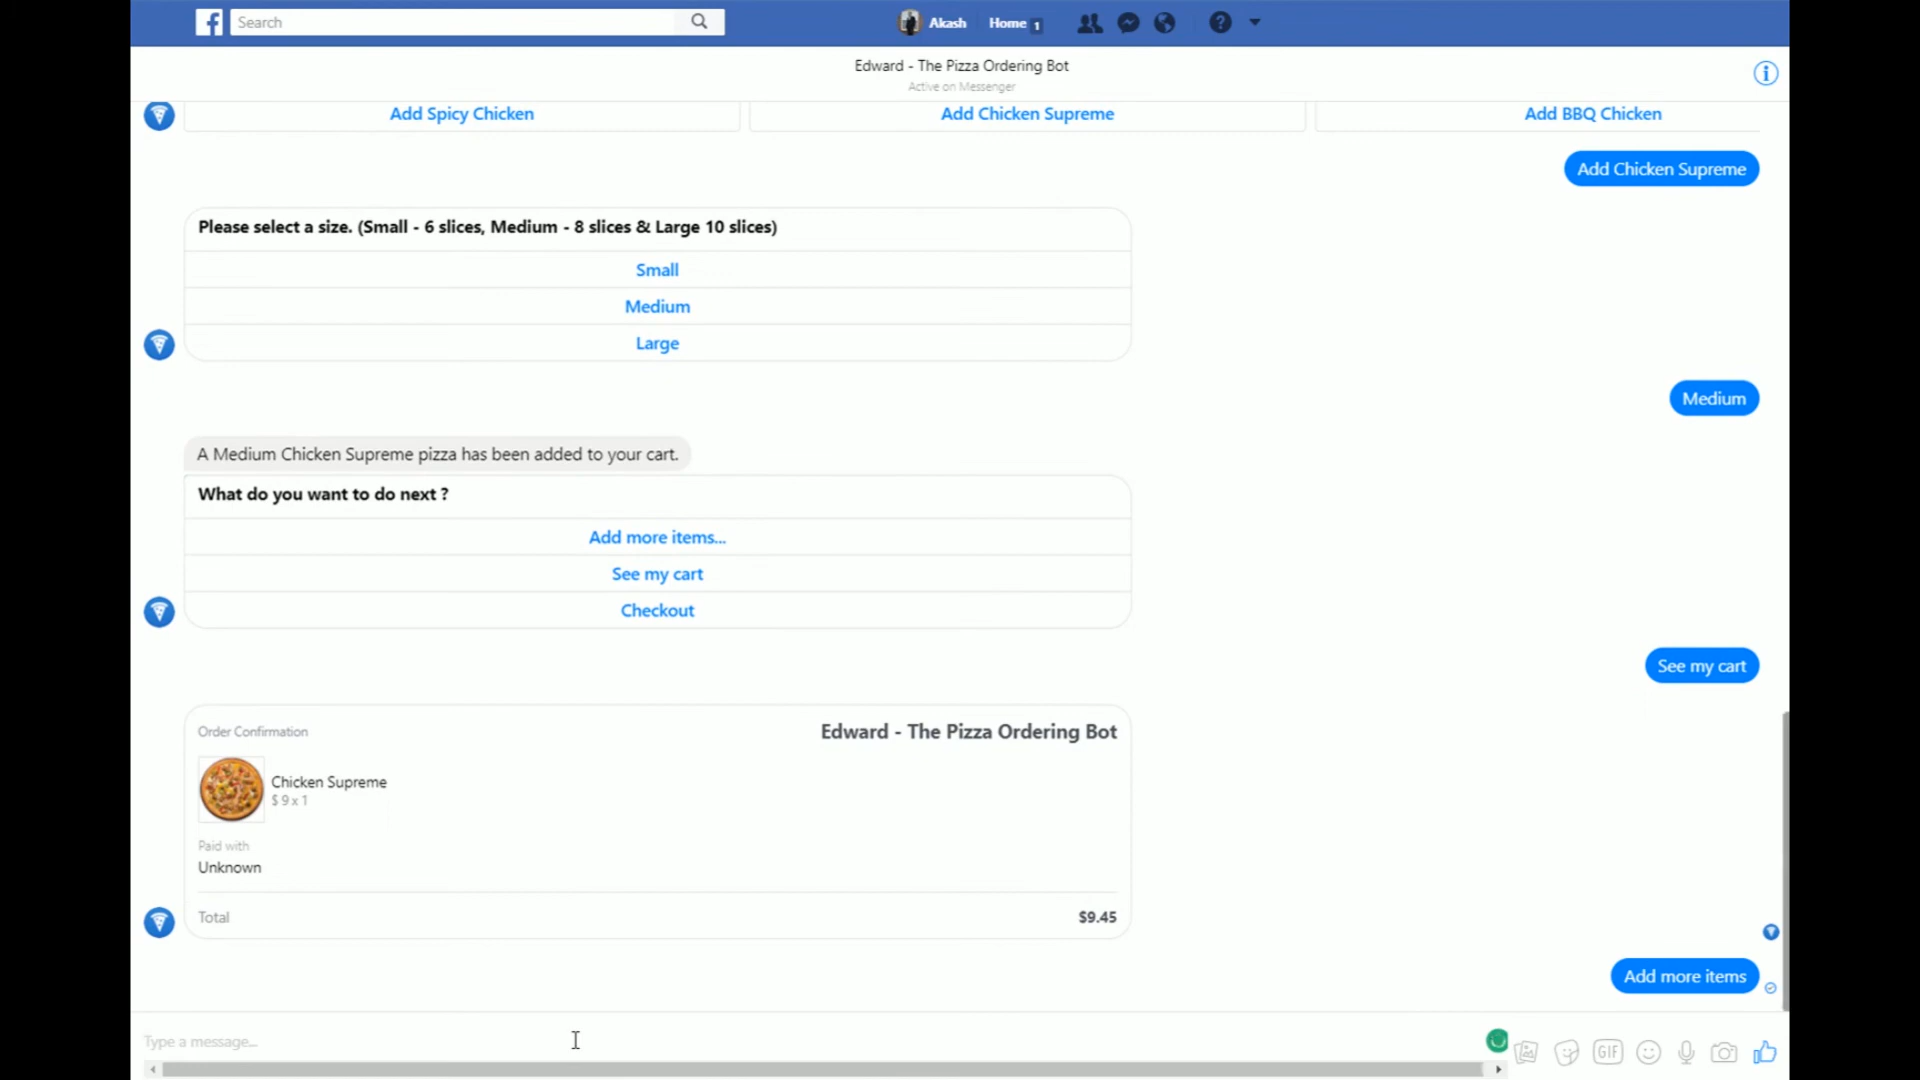 Search
Akash Home 1
Edward - The Pizza Ordering Bot
Active on Messenger
Add Spicy Chicken Add Chicken Supreme Add BBQ Chicken
Add Chicken Supreme
Please select a size. (Small - 6 slices, Medium - 8 slices & Large 10 slices)
Small
Medium
Large
Medium
A Medium Chicken Supreme pizza has been added to your cart.
What do you want to do next ?
Add more items...
See my cart
Checkout
See my cart
Order Confirmation Edward - The Pizza Ordering Bot
Chicken Supreme
$ 9 x 1
Paid with
Unknown
Total $9.45
Add more items
Type a message...
GIF